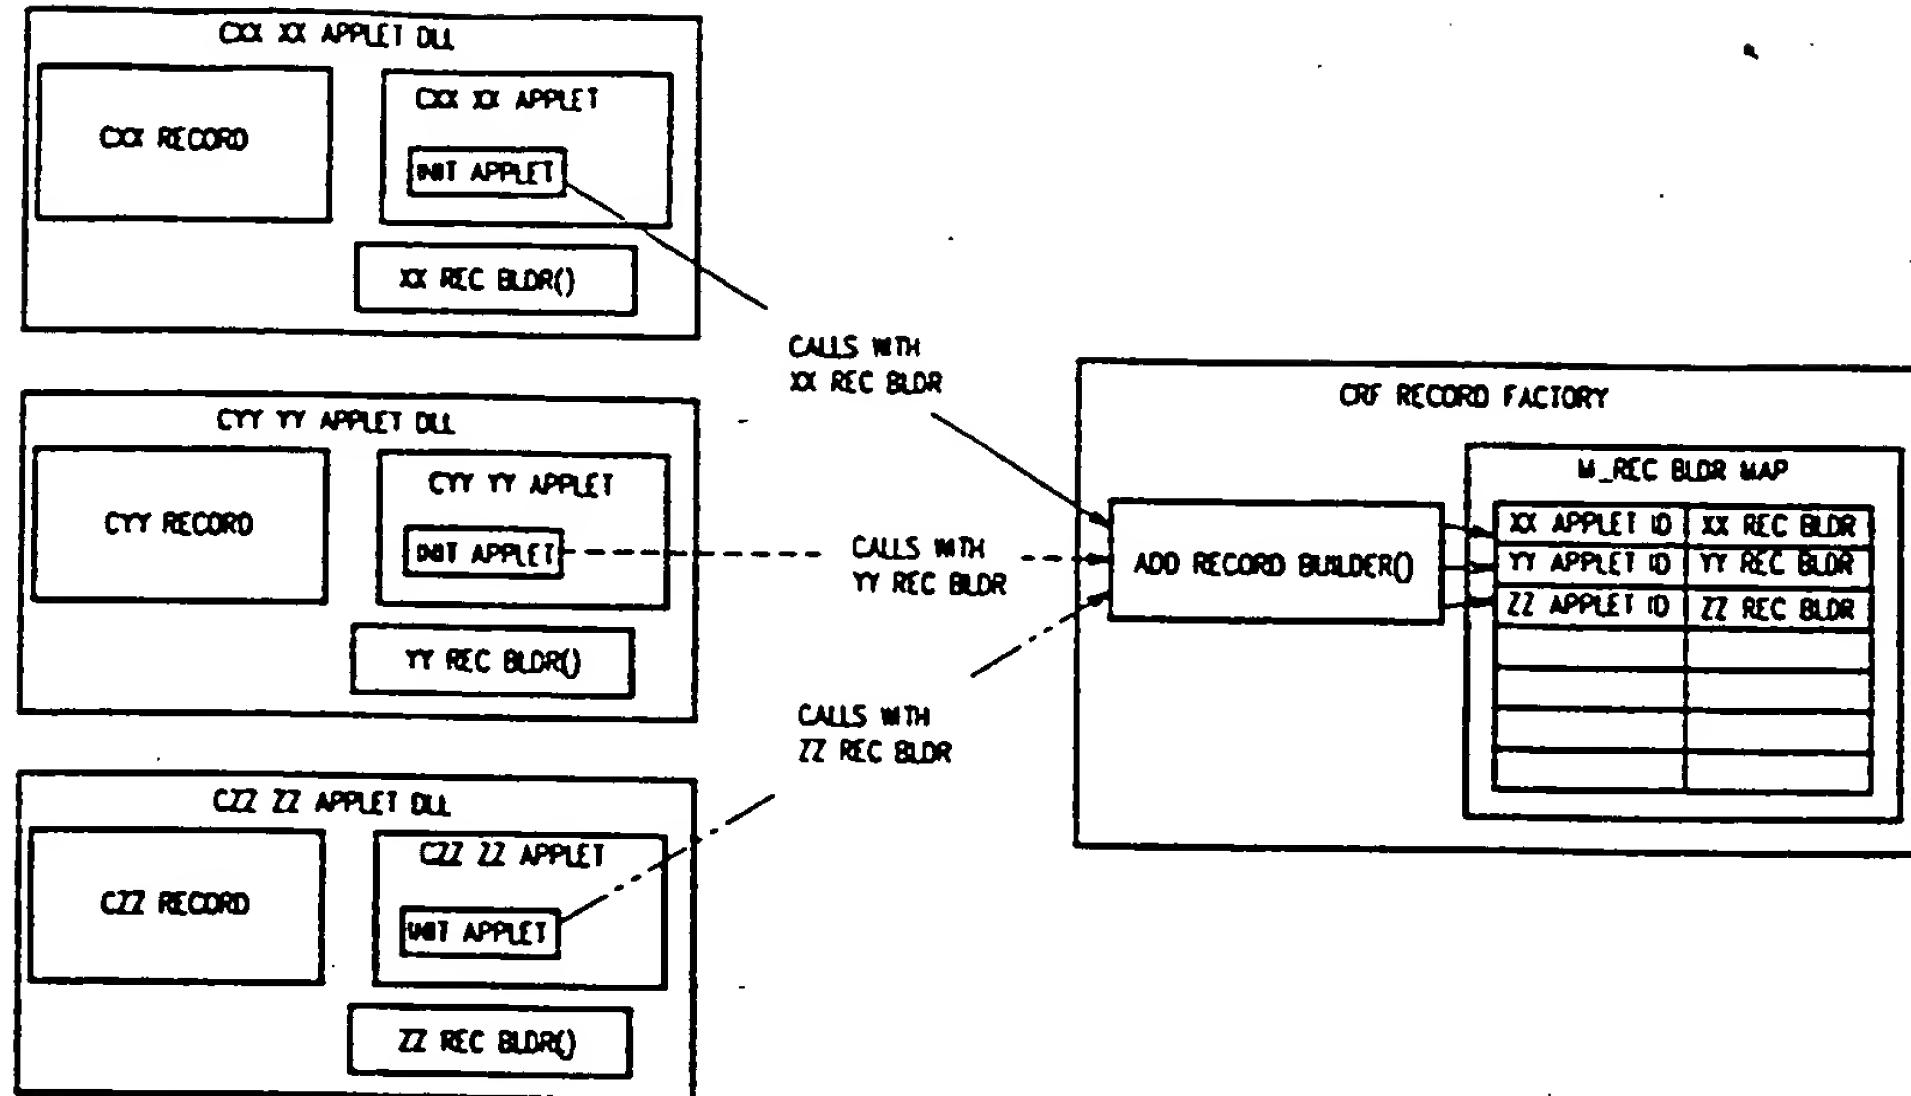 CXX XX APPLET DLL
CXX RECORD
CXX XX APPLET
INIT APPLET
XX REC BLDR()
CALLS WITH
XX REC BLDR
CYY YY APPLET DLL
CYY RECORD
CYY YY APPLET
INIT APPLET
YY REC BLDR()
CALLS WITH
YY REC BLDR
CZZ ZZ APPLET DLL
CZZ RECORD
CZZ ZZ APPLET
INIT APPLET
ZZ REC BLDR()
CALLS WITH
ZZ REC BLDR
CRF RECORD FACTORY
ADD RECORD BUILDER()
M_REC BLDR MAP
XX APPLET ID XX REC BLDR
YY APPLET ID YY REC BLDR
ZZ APPLET ID ZZ REC BLDR